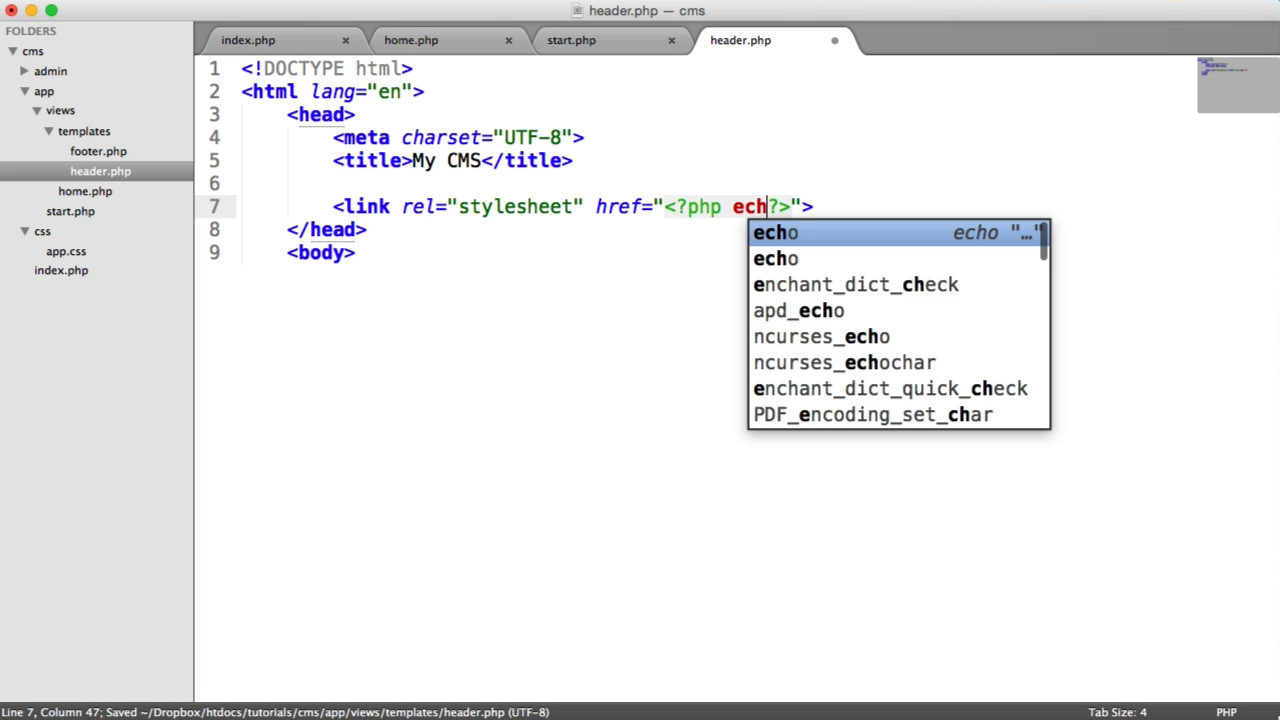 header.php — cms
FOLDERS
cms
admin
app
views
templates
footer.php
header.php
home.php
start.php
css
app.css
index.php
index.php × home.php × start.php × header.php
1 <!DOCTYPE html>
2 <html lang="en">
3 <head>
4 <meta charset="UTF-8">
5 <title>My CMS</title>
6
7 <link rel="stylesheet" href="<?php ech?>">
8 </head>
9 <body>
echo echo "…"
echo
enchant_dict_check
apd_echo
ncurses_echo
ncurses_echochar
enchant_dict_quick_check
PDF_encoding_set_char
Line 7, Column 47; Saved ~/Dropbox/htdocs/tutorials/cms/app/views/templates/header.php (UTF-8) Tab Size: 4 PHP